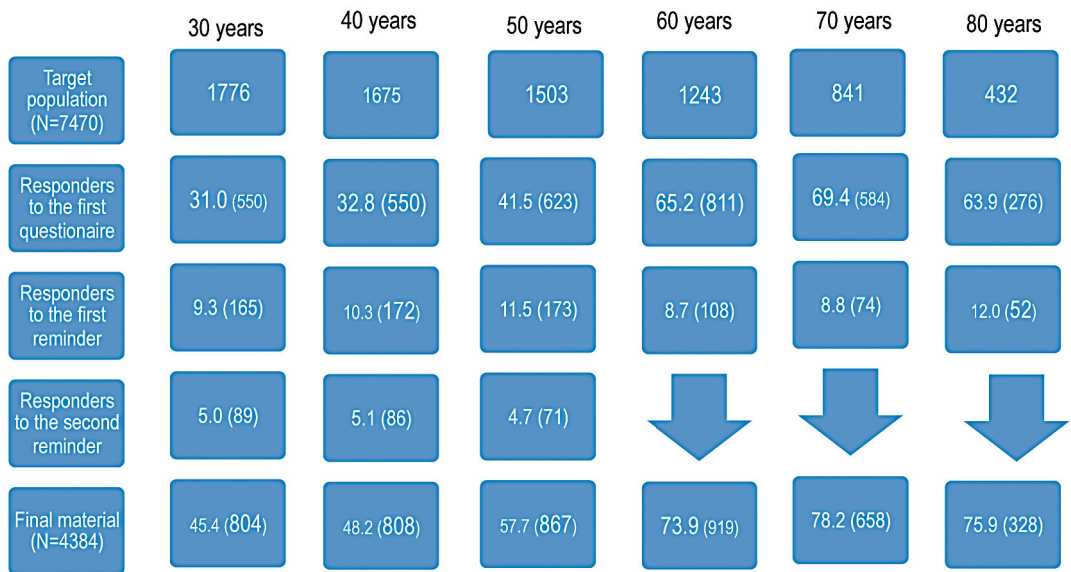 30 years 40 years 50 years 60 years 70 years 80 years
Target
population
(N=7470)
1776 1675 1503 1243 841 432
Responders
to the first
questionaire
31.0 (550) 32.8 (550) 41.5 (623) 65.2 (811) 69.4 (584) 63.9 (276)
Responders
to the first
reminder
9.3 (165) 10.3 (172) 11.5 (173) 8.7 (108) 8.8 (74) 12.0 (52)
Responders
to the second
reminder
5.0 (89) 5.1 (86) 4.7 (71)
Final material
(N=4384)
45.4 (804) 48.2 (808) 57.7 (867) 73.9 (919) 78.2 (658) 75.9 (328)